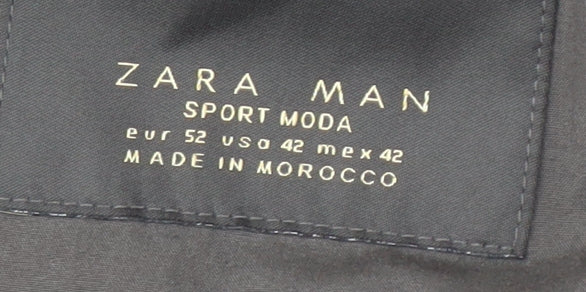 ZARA MAN
SPORT MODA
eur 52 usa 42 mex 42
MADE IN MOROCCO